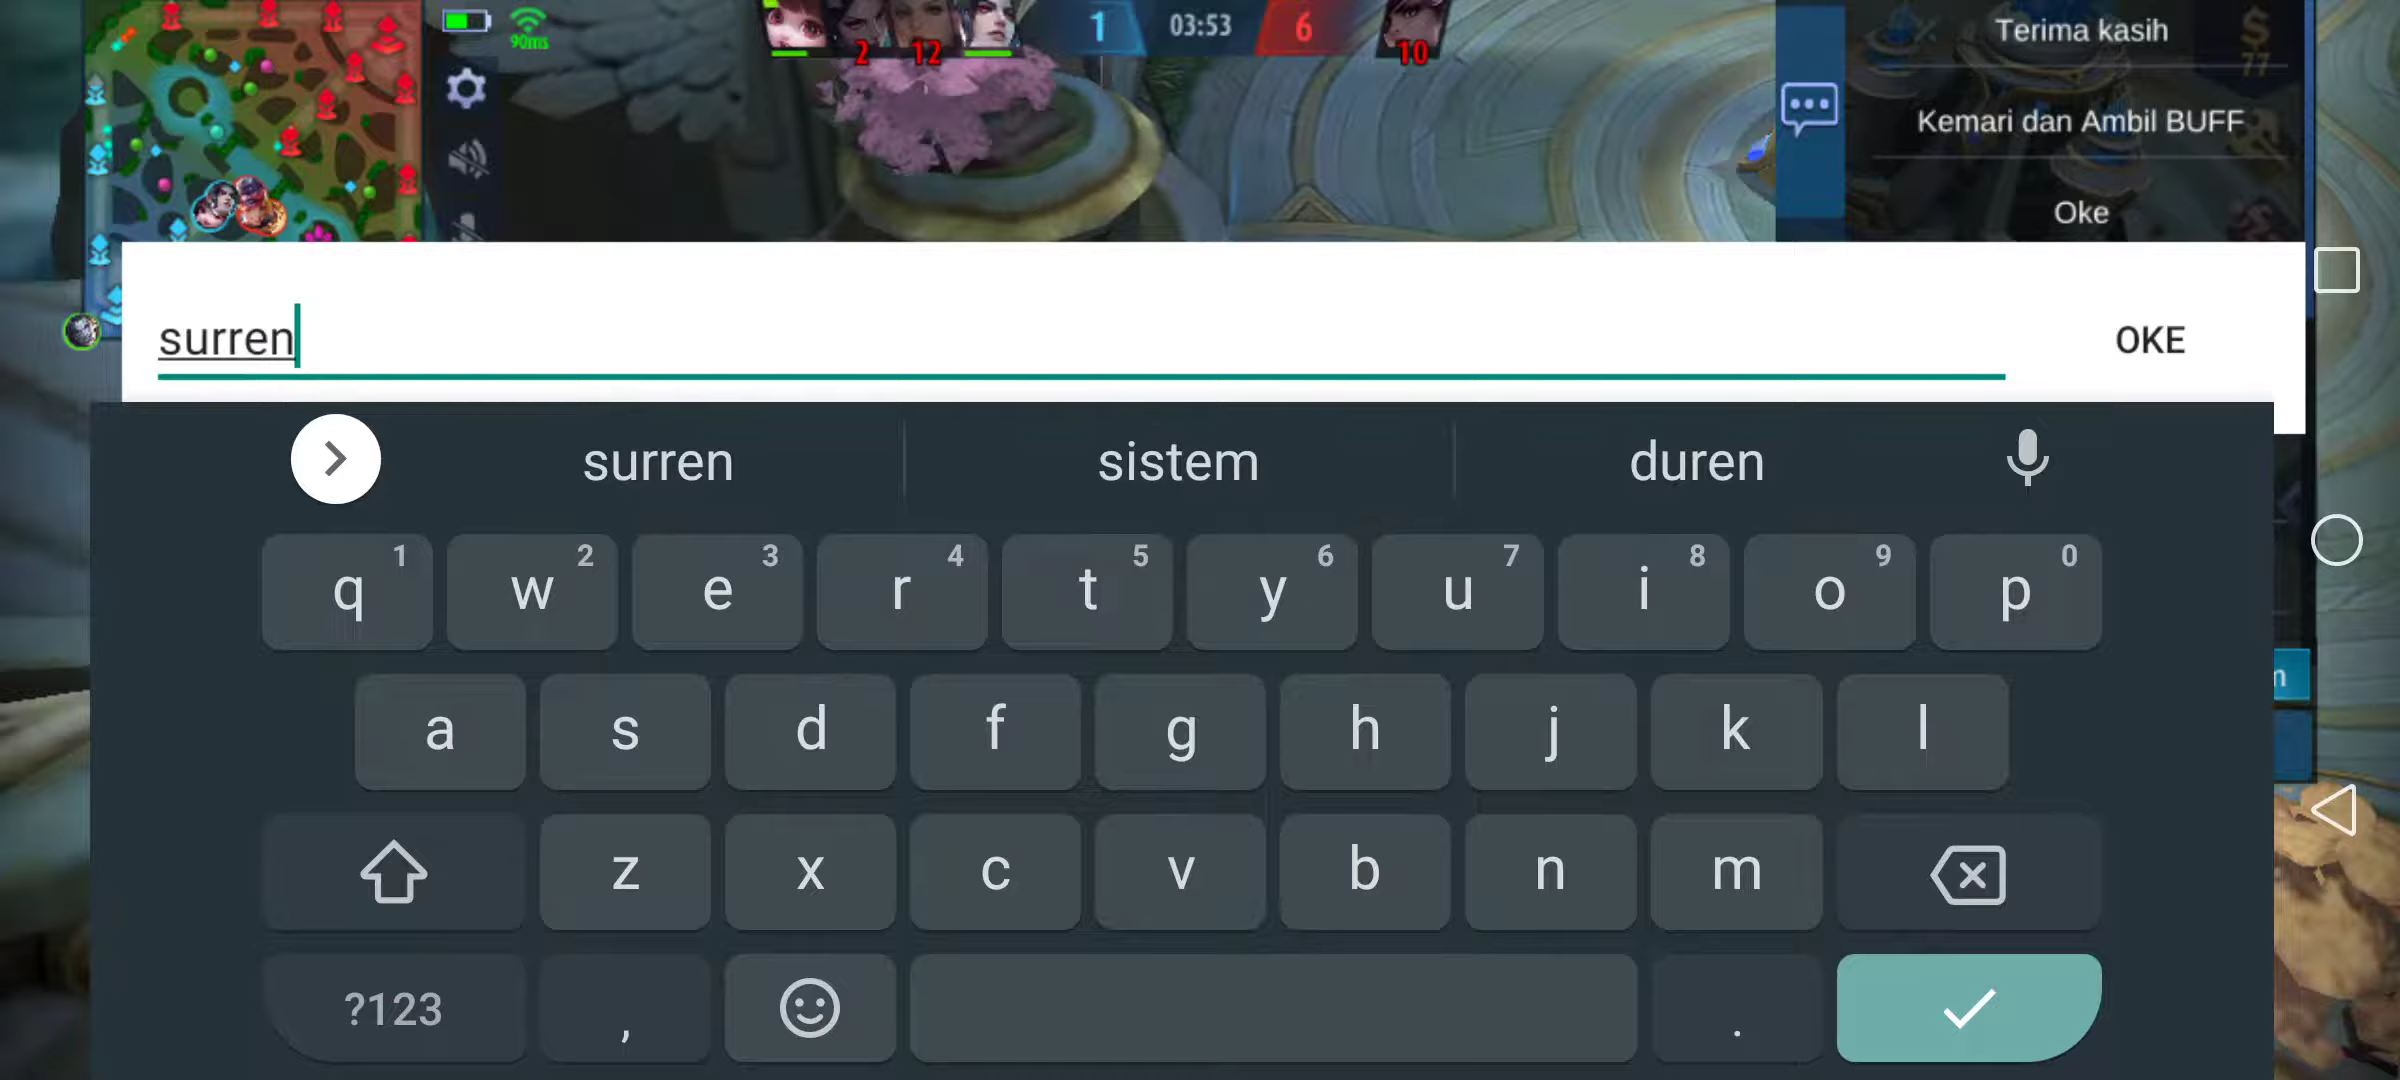 90ms
2
12
1
03:53
6
10
Terima kasih
77
Kemari dan Ambil BUFF
Oke
surren
OKE
surren
sistem
duren
q 1
w 2
e 3
r 4
t 5
y 6
u 7
i 8
o 9
p 0
a
s
d
f
g
h
j
k
l
z
x
c
v
b
n
m
?123
,
.